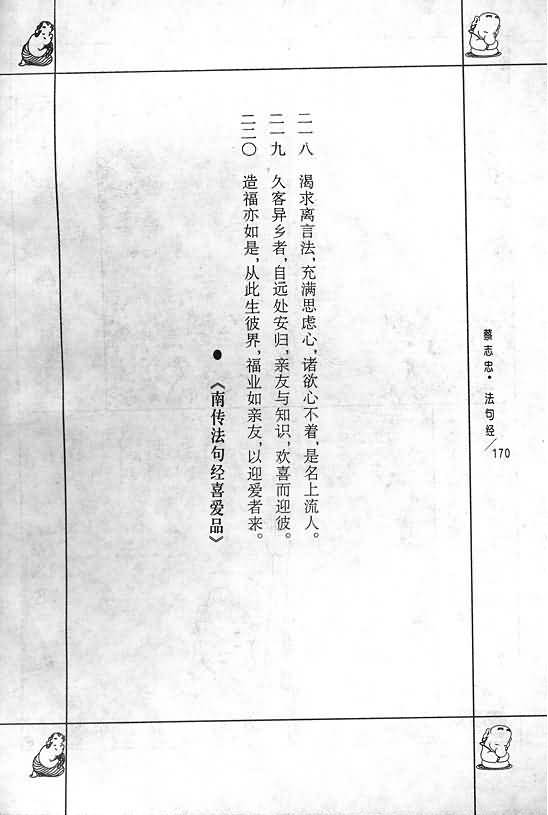 二一八 渴求离言法，充满思虑心，诸欲心不着，是名上流人。
二一九 久客异乡者，自远处安归，亲友与知识，欢喜而迎彼。
二二〇 造福亦如是，从此生彼界，福业如亲友，以迎爱者来。
●《南传法句经喜爱品》
蔡志忠·法句经/170